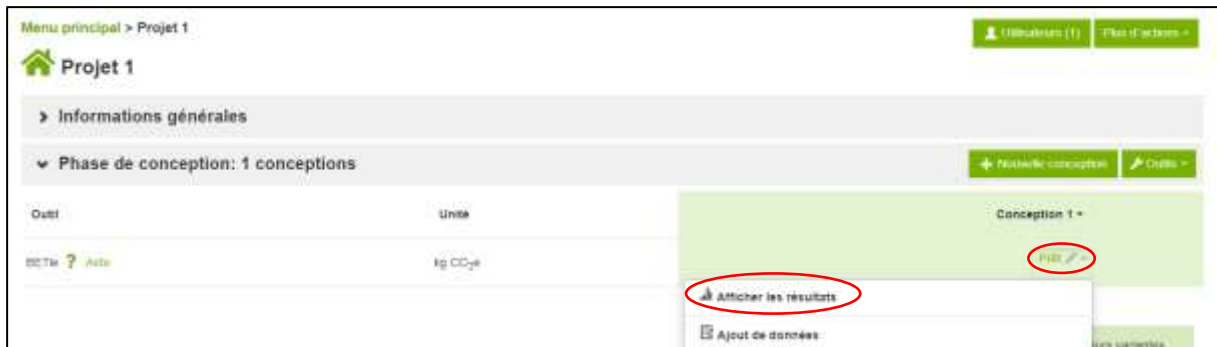 Menu principal > Projet 1
Utilisateurs (1) Plus d'actions
Projet 1
Informations générales
Phase de conception: 1 conceptions
Nouvelle conception Outils
Outil Unité Conception 1
? Aide kg CO₂e
Afficher les résultats
Ajout de données